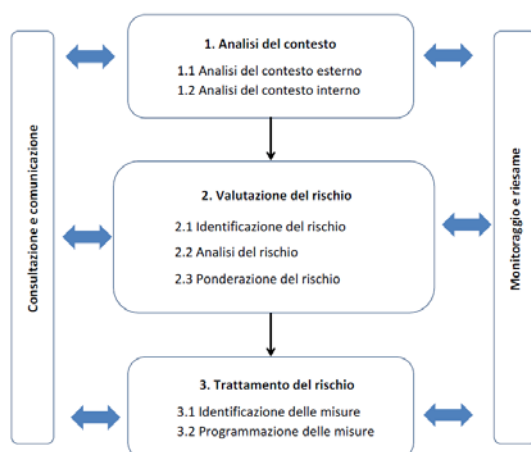 1. Analisi del contesto
1.1 Analisi del contesto esterno
1.2 Analisi del contesto interno
Consultazione e comunicazione
2. Valutazione del rischio
2.1 Identificazione del rischio
2.2 Analisi del rischio
2.3 Ponderazione del rischio
Monitoraggio e riesame
3. Trattamento del rischio
3.1 Identificazione delle misure
3.2 Programmazione delle misure